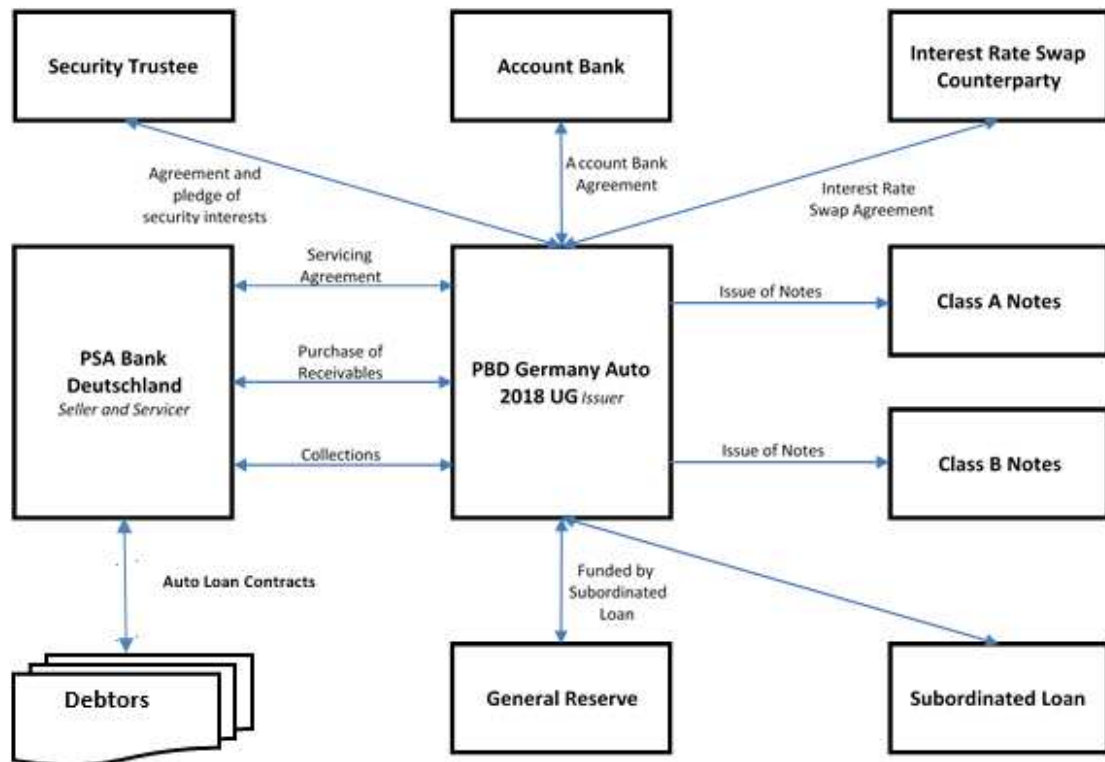 Security Trustee
Account Bank
Interest Rate Swap
Counterparty
Agreement and
pledge of
security interests
Account Bank
Agreement
Interest Rate
Swap Agreement
Servicing
Agreement
Purchase of
Receivables
Collections
PSA Bank
Deutschland
Seller and Servicer
PBD Germany Auto
2018 UG Issuer
Issue of Notes
Class A Notes
Issue of Notes
Class B Notes
Auto Loan Contracts
Funded by
Subordinated
Loan
Debtors
General Reserve
Subordinated Loan